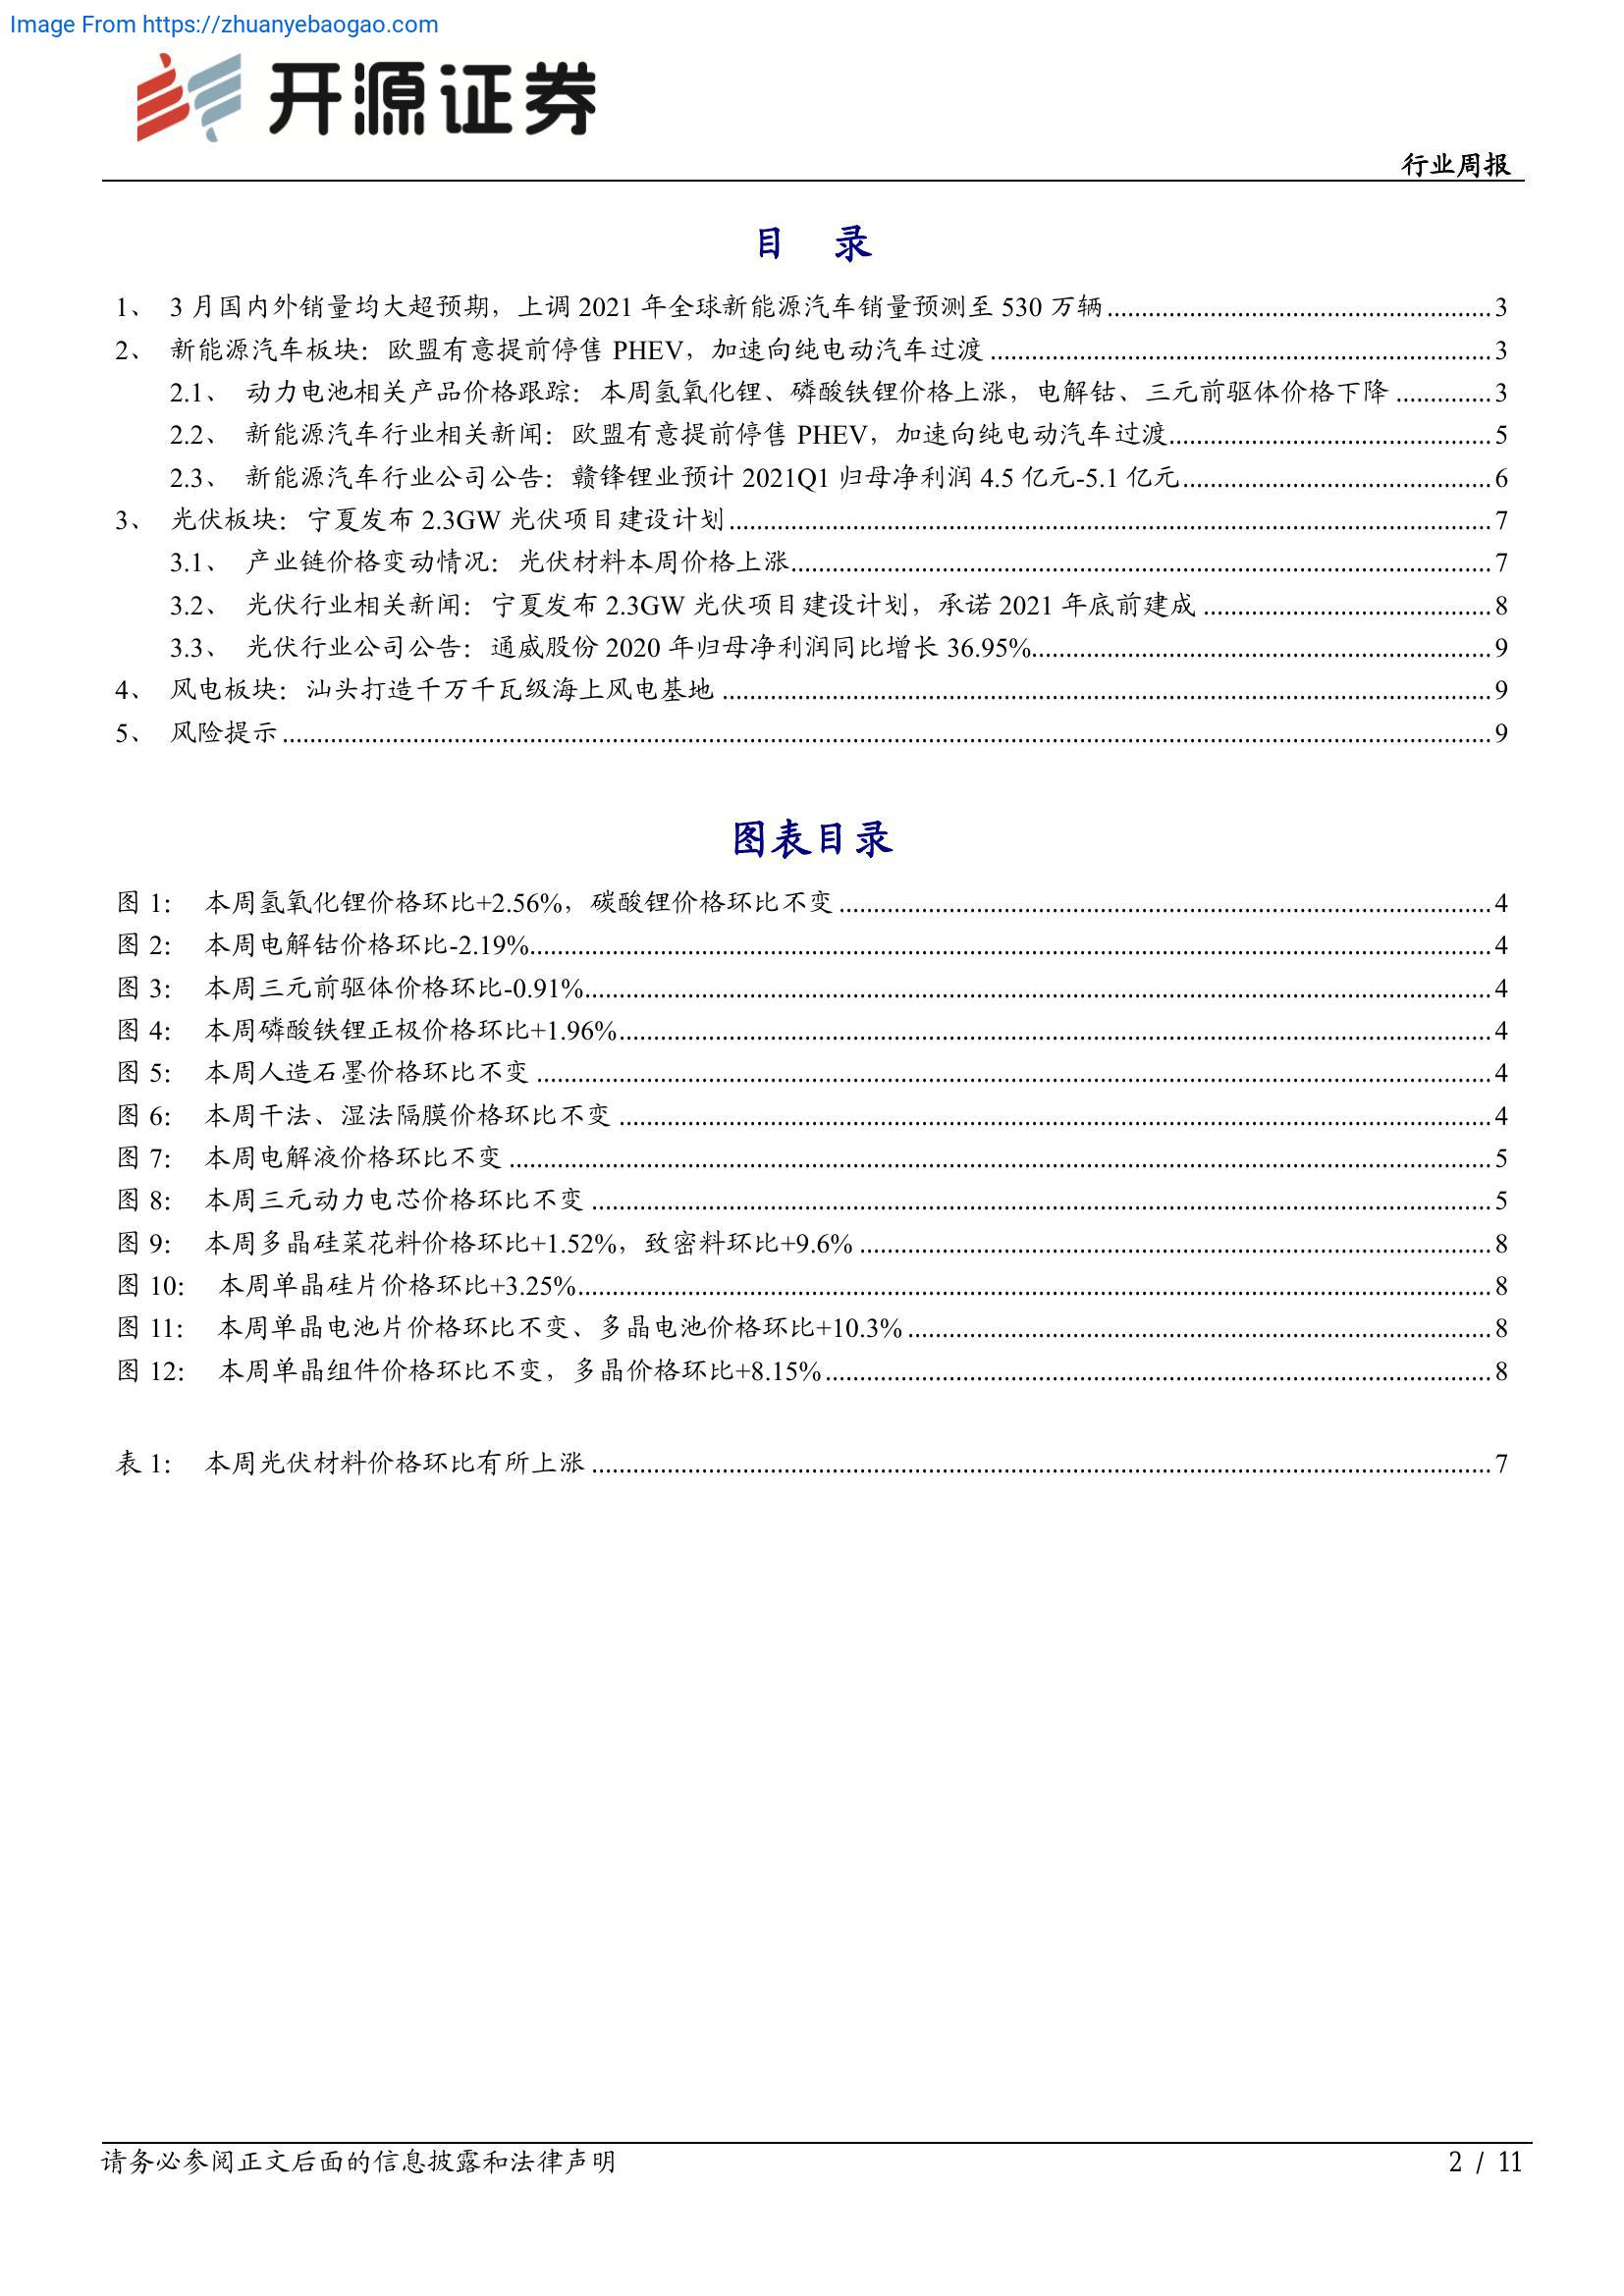 Image From https://zhuanyebaogao.com
开源证券
行业周报
目 录
1、 3 月国内外销量均大超预期，上调 2021 年全球新能源汽车销量预测至 530 万辆 ........ 3
2、 新能源汽车板块：欧盟有意提前停售 PHEV，加速向纯电动汽车过渡 ........ 3
2.1、 动力电池相关产品价格跟踪：本周氢氧化锂、磷酸铁锂价格上涨，电解钴、三元前驱体价格下降 ........ 3
2.2、 新能源汽车行业相关新闻：欧盟有意提前停售 PHEV，加速向纯电动汽车过渡........ 5
2.3、 新能源汽车行业公司公告：赣锋锂业预计 2021Q1 归母净利润 4.5 亿元-5.1 亿元........ 6
3、 光伏板块：宁夏发布 2.3GW 光伏项目建设计划 ........ 7
3.1、 产业链价格变动情况：光伏材料本周价格上涨........ 7
3.2、 光伏行业相关新闻：宁夏发布 2.3GW 光伏项目建设计划，承诺 2021 年底前建成 ........ 8
3.3、 光伏行业公司公告：通威股份 2020 年归母净利润同比增长 36.95%........ 9
4、 风电板块：汕头打造千万千瓦级海上风电基地 ........ 9
5、 风险提示 ........ 9
图表目录
图 1： 本周氢氧化锂价格环比+2.56%，碳酸锂价格环比不变 ........ 4
图 2： 本周电解钴价格环比-2.19%........ 4
图 3： 本周三元前驱体价格环比-0.91%........ 4
图 4： 本周磷酸铁锂正极价格环比+1.96%........ 4
图 5： 本周人造石墨价格环比不变 ........ 4
图 6： 本周干法、湿法隔膜价格环比不变 ........ 4
图 7： 本周电解液价格环比不变 ........ 5
图 8： 本周三元动力电芯价格环比不变 ........ 5
图 9： 本周多晶硅菜花料价格环比+1.52%，致密料环比+9.6% ........ 8
图 10： 本周单晶硅片价格环比+3.25%........ 8
图 11： 本周单晶电池片价格环比不变、多晶电池价格环比+10.3% ........ 8
图 12： 本周单晶组件价格环比不变，多晶价格环比+8.15%........ 8
表 1： 本周光伏材料价格环比有所上涨 ........ 7
请务必参阅正文后面的信息披露和法律声明
2 / 11